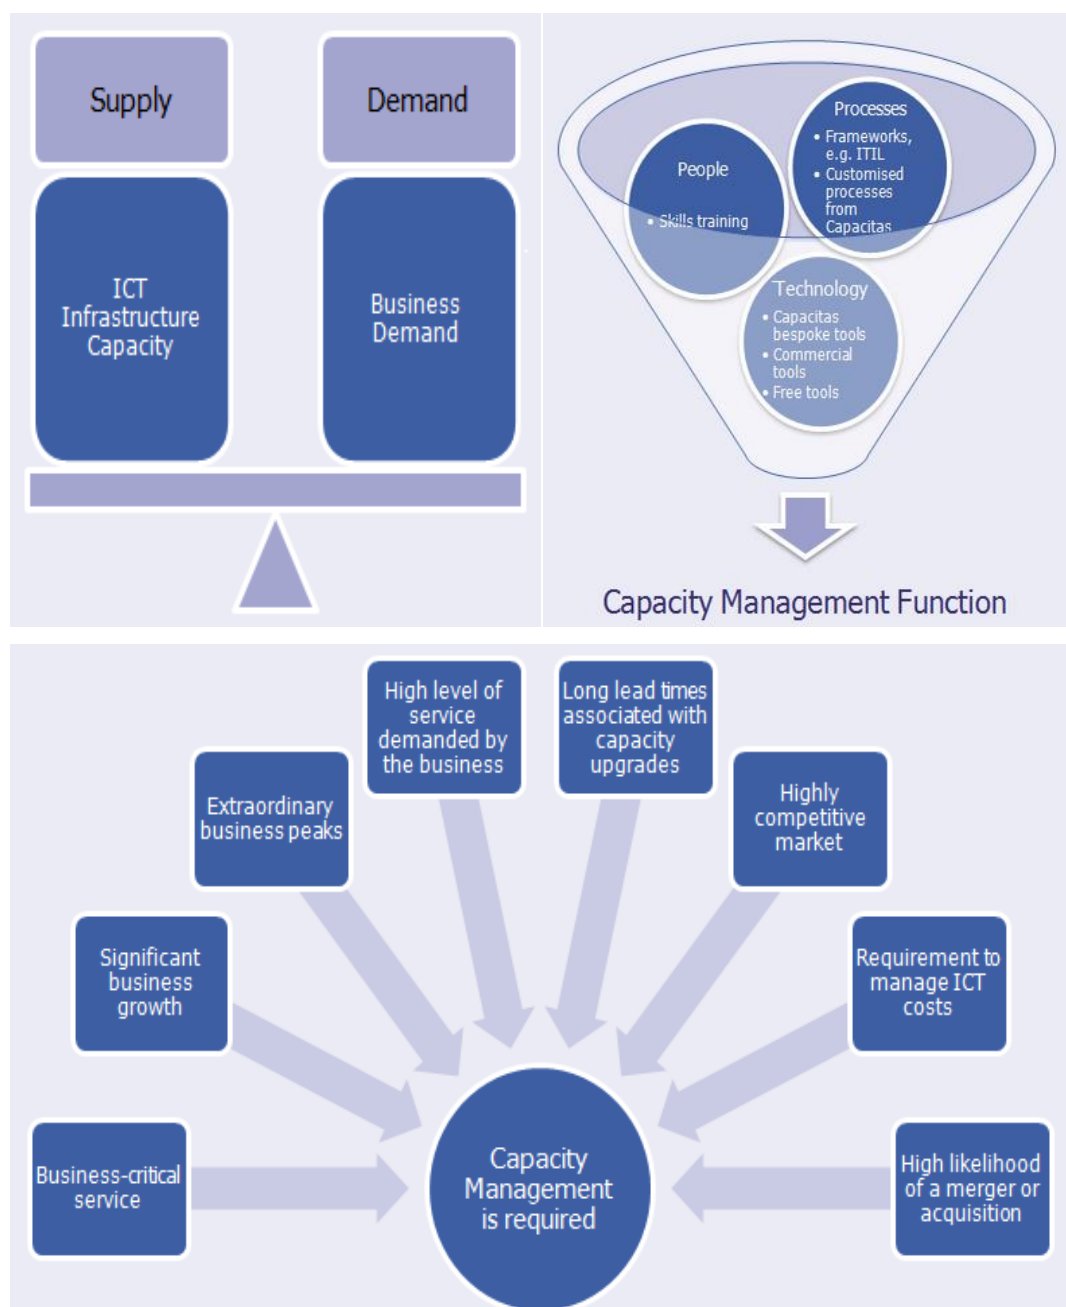 Supply
Demand
ICT
Infrastructure
Capacity
Business
Demand
Processes
• Frameworks,
e.g. ITIL
• Customised
processes
from
Capacitas
People
• Skills training
Technology
• Capacitas
bespoke tools
• Commercial
tools
• Free tools
Capacity Management Function
Business-critical
service
Significant
business
growth
Extraordinary
business peaks
High level of
service
demanded by
the business
Long lead times
associated with
capacity
upgrades
Highly
competitive
market
Requirement to
manage ICT
costs
High likelihood
of a merger or
acquisition
Capacity
Management
is required